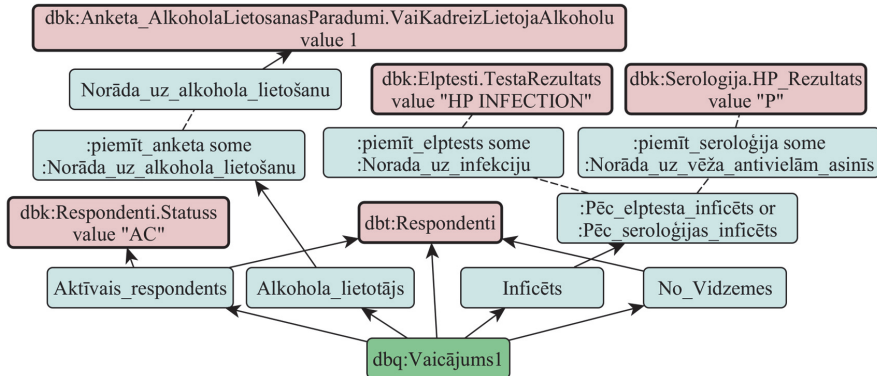 dbk:Anketa_AlkoholaLietosanasParadumi.VaiKadreizLietojaAlkoholu
value 1
Norāda_uz_alkohola_lietošanu
dbk:Elptesti.TestaRezultats
value "HP INFECTION"
dbk:Serologija.HP_Rezultats
value "P"
:piemīt_anketa some
:Norāda_uz_alkohola_lietošanu
:piemīt_elptests some
:Norada_uz_infekciju
:piemīt_seroloģija some
:Norāda_uz_vēža_antivielām_asinīs
dbk:Respondenti.Statuss
value "AC"
dbt:Respondenti
:Pēc_elptesta_inficēts or
:Pēc_seroloģijas_inficēts
Aktīvais_respondents
Alkohola_lietotājs
Inficēts
No_Vidzemes
dbq:Vaicājums1